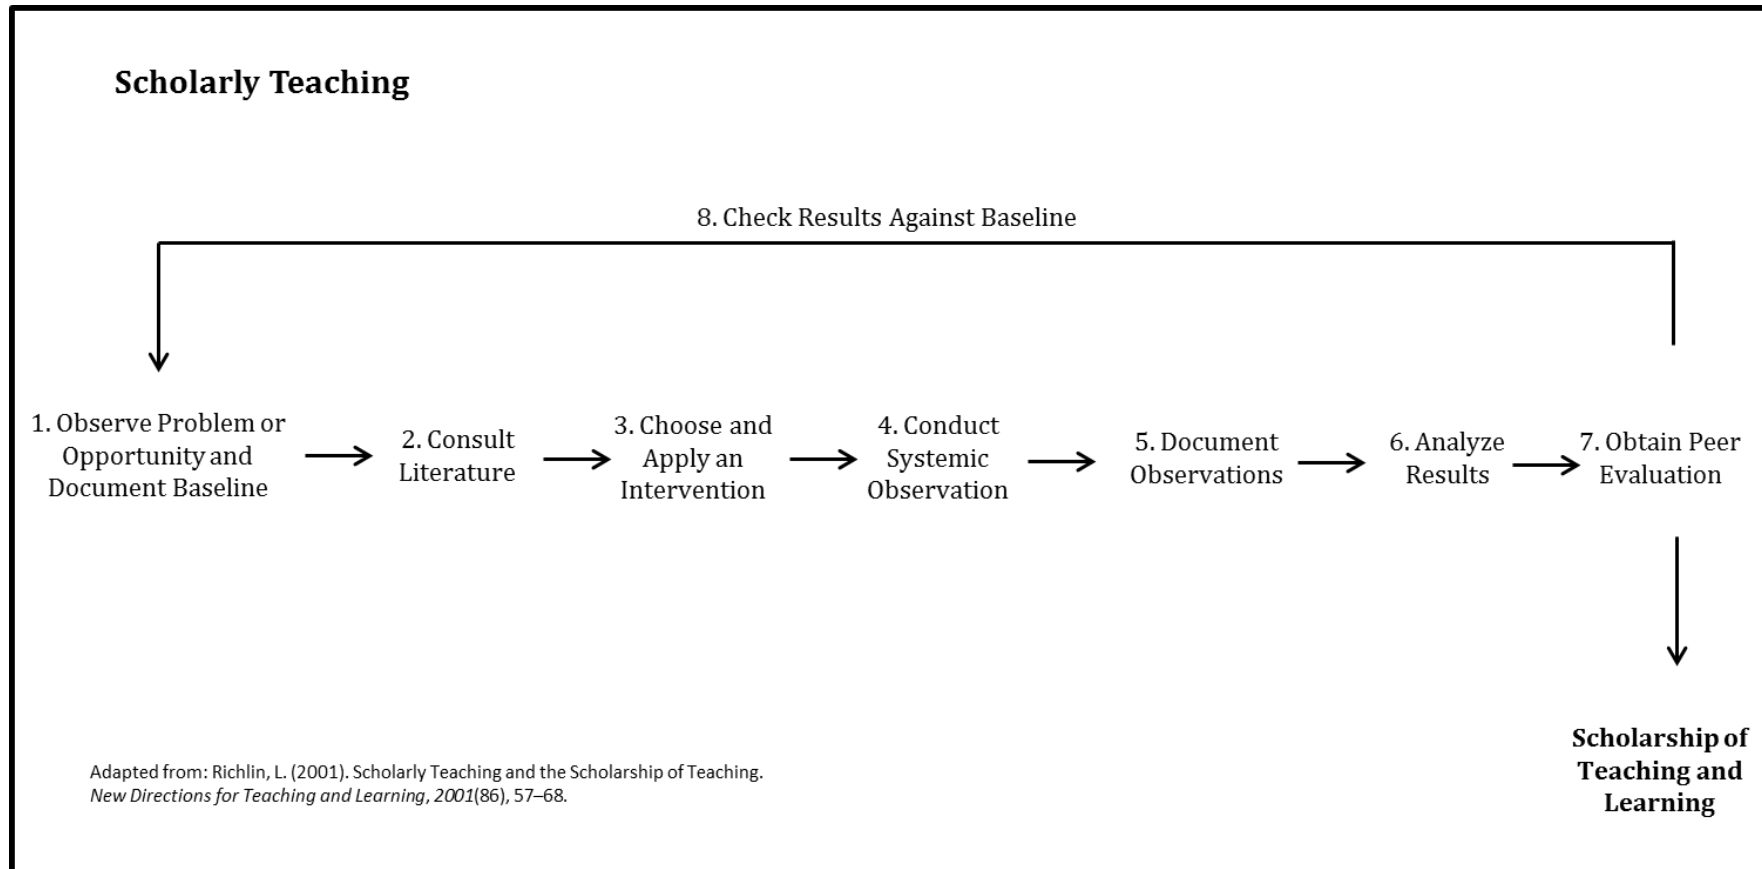 Scholarly Teaching
8. Check Results Against Baseline
1. Observe Problem or
Opportunity and
Document Baseline
2. Consult
Literature
3. Choose and
Apply an
Intervention
4. Conduct
Systemic
Observation
5. Document
Observations
6. Analyze
Results
7. Obtain Peer
Evaluation
Scholarship of
Teaching and
Learning
Adapted from: Richlin, L. (2001). Scholarly Teaching and the Scholarship of Teaching.
New Directions for Teaching and Learning, 2001(86), 57–68.